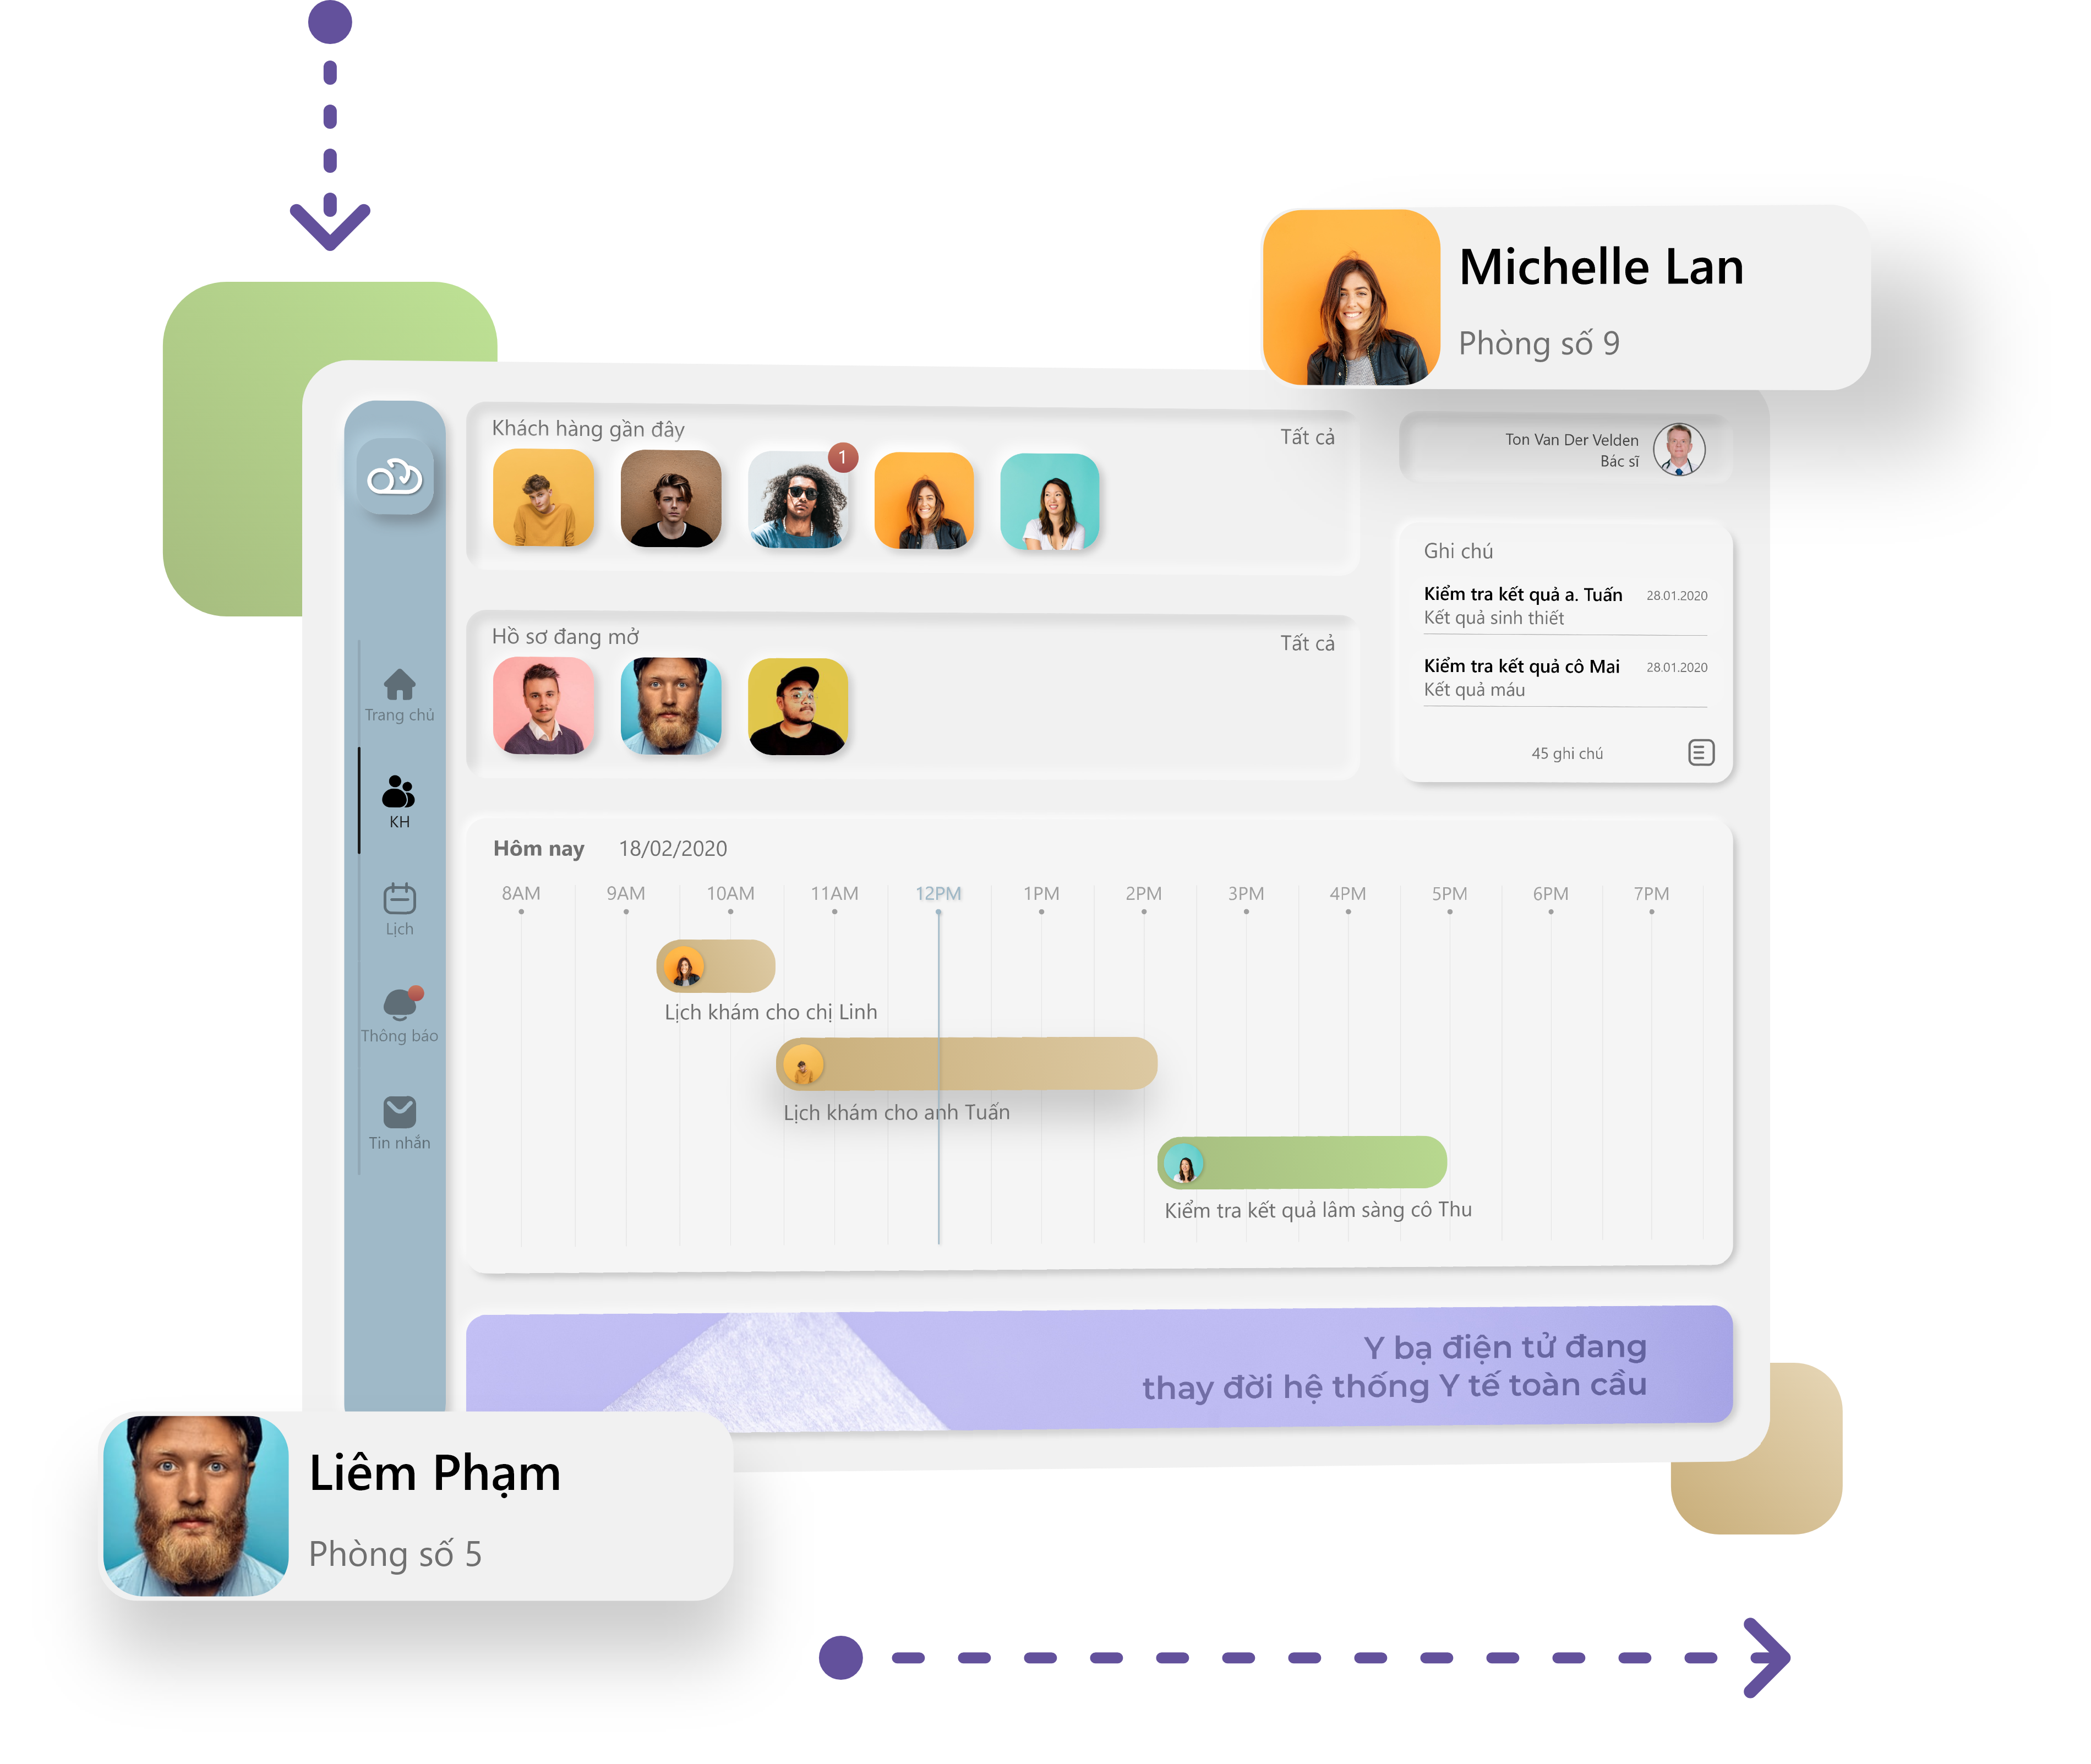 Michelle Lan
Phòng số 9
Khách hàng gần đây
Tất cả
1
Ton Van Der Velden
Bác sĩ
Ghi chú
Kiểm tra kết quả a. Tuấn 28.01.2020
Kết quả sinh thiết
Kiểm tra kết quả cô Mai 28.01.2020
Kết quả máu
45 ghi chú
Hồ sơ đang mở
Tất cả
Trang chủ
KH
Lịch
Thông báo
Tin nhắn
Hôm nay 18/02/2020
8AM 9AM 10AM 11AM 12PM 1PM 2PM 3PM 4PM 5PM 6PM 7PM
Lịch khám cho chị Linh
Lịch khám cho anh Tuấn
Kiểm tra kết quả lâm sàng cô Thu
Y bạ điện tử đang
thay đời hệ thống Y tế toàn cầu
Liêm Phạm
Phòng số 5